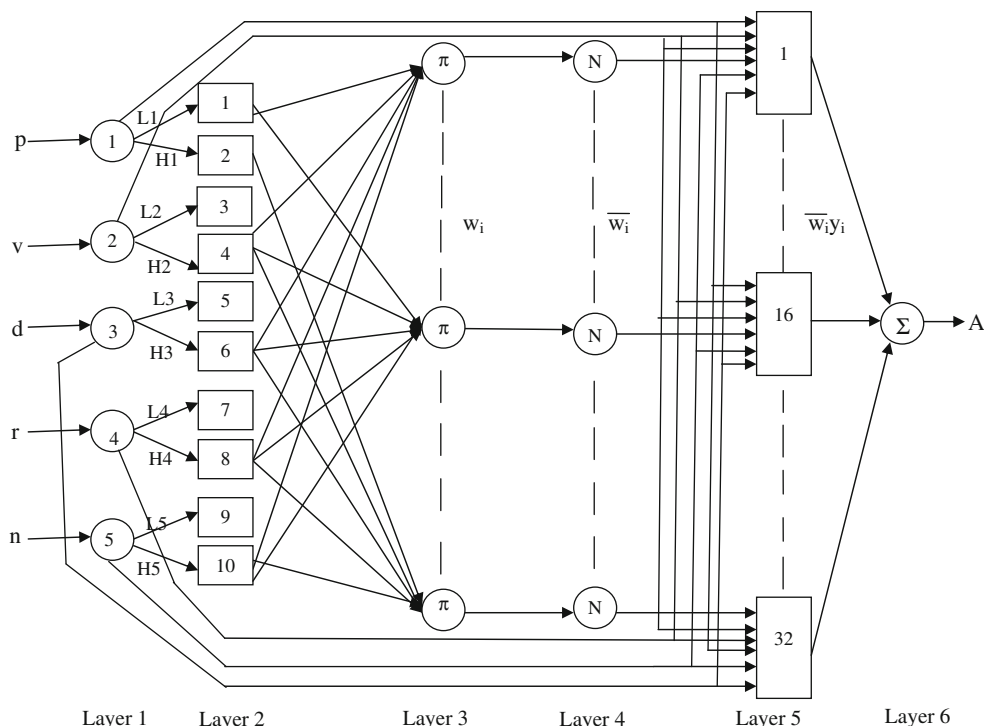 p
v
d
r
n
1
2
3
4
5
L1
H1
L2
H2
L3
H3
L4
H4
L5
H5
1
2
3
4
5
6
7
8
9
10
π
π
π
w̅ᵢ
N
N
N
wᵢ
1
16
32
w̅ᵢyᵢ
Σ
A
Layer 1
Layer 2
Layer 3
Layer 4
Layer 5
Layer 6